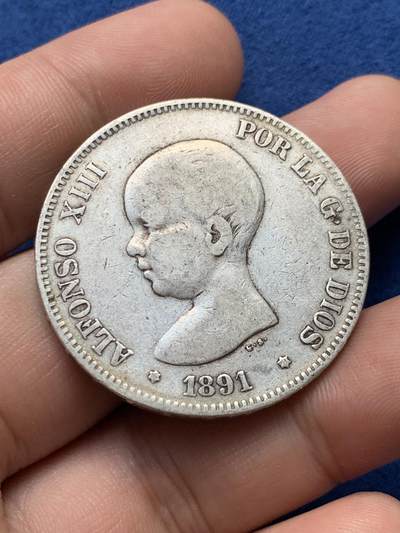 ALFONSO XIII POR LA G. DE DIOS
* 1891 *